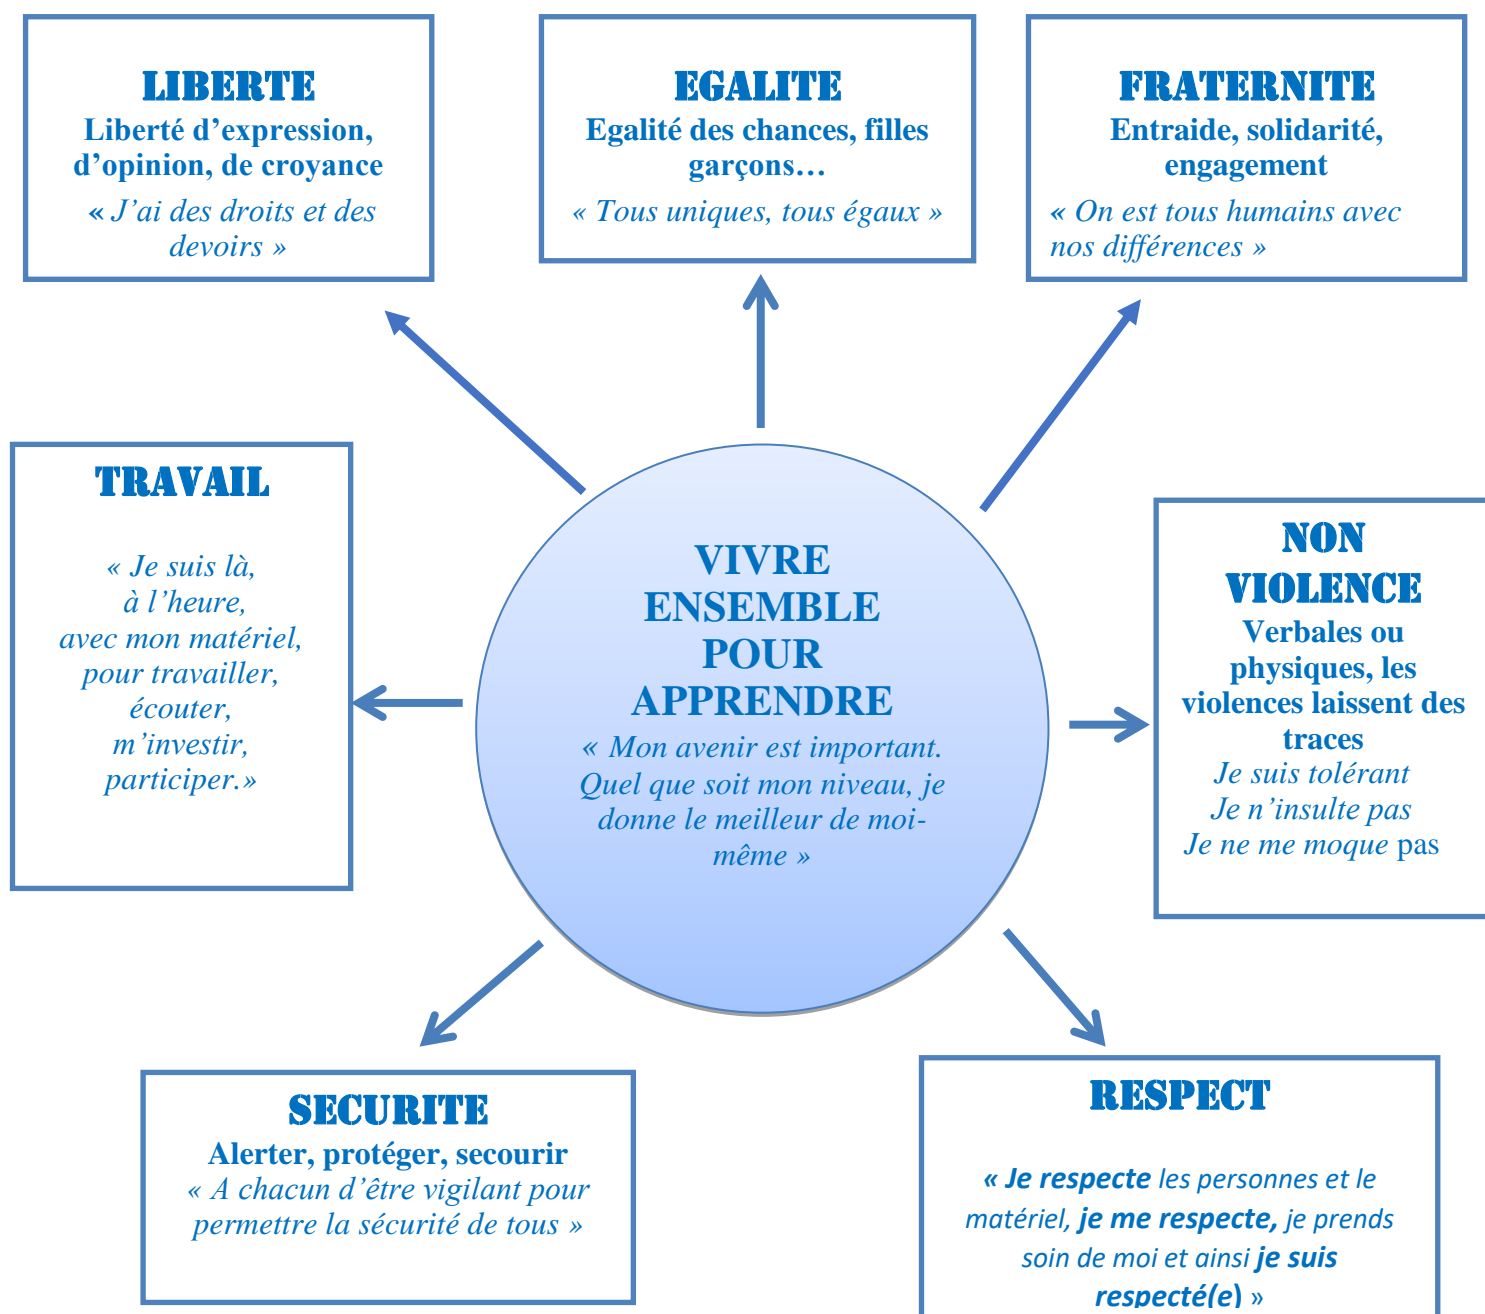 LIBERTE
Liberté d’expression,
d’opinion, de croyance
« J’ai des droits et des
devoirs »
EGALITE
Egalité des chances, filles
garçons…
« Tous uniques, tous égaux »
FRATERNITE
Entraide, solidarité,
engagement
« On est tous humains avec
nos différences »
TRAVAIL
« Je suis là,
à l’heure,
avec mon matériel,
pour travailler,
écouter,
m’investir,
participer.»
VIVRE
ENSEMBLE
POUR
APPRENDRE
« Mon avenir est important.
Quel que soit mon niveau, je
donne le meilleur de moi-
même »
NON
VIOLENCE
Verbales ou
physiques, les
violences laissent des
traces
Je suis tolérant
Je n’insulte pas
Je ne me moque pas
SECURITE
Alerter, protéger, secourir
« A chacun d’être vigilant pour
permettre la sécurité de tous »
RESPECT
« Je respecte les personnes et le
matériel, je me respecte, je prends
soin de moi et ainsi je suis
respecté(e) »